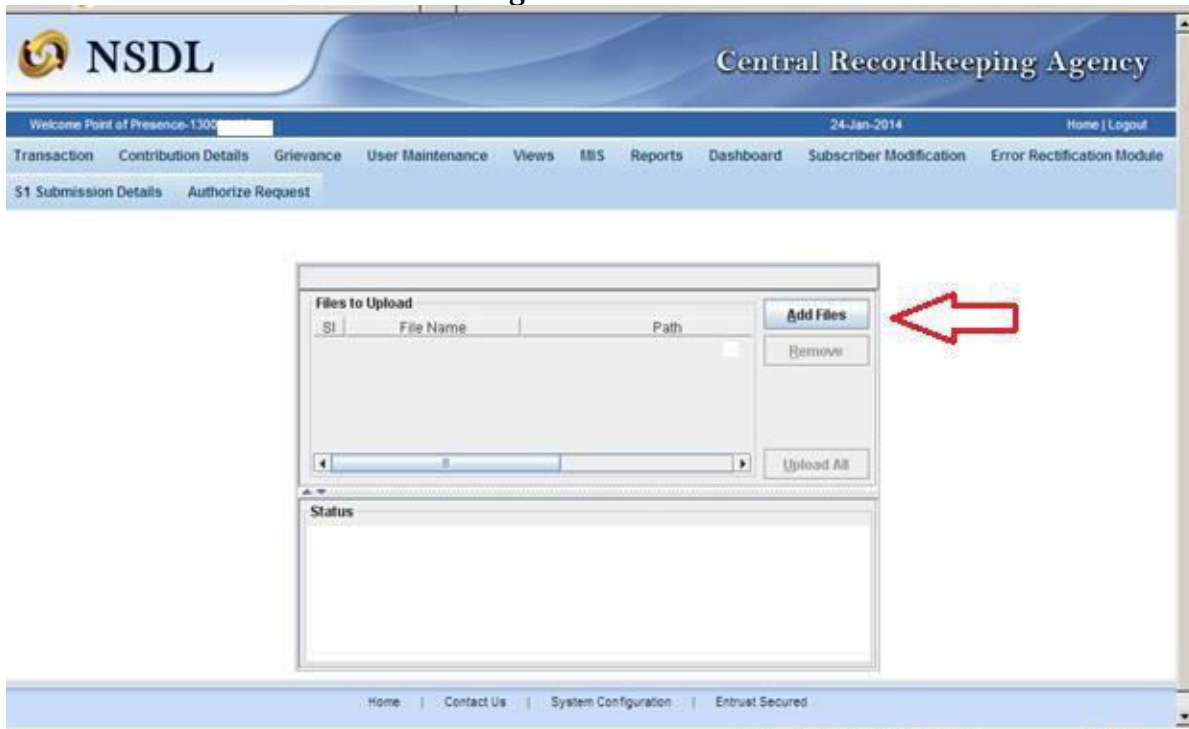 NSDL
Central Recordkeeping Agency
Welcome Point of Presence-1300 24-Jan-2014 Home | Logout
Transaction Contribution Details Grievance User Maintenance Views MIS Reports Dashboard Subscriber Modification Error Rectification Module
S1 Submission Details Authorize Request
Files to Upload
Sl File Name Path
Add Files
Remove
Upload All
Status
Home | Contact Us | System Configuration | Entrust Secured